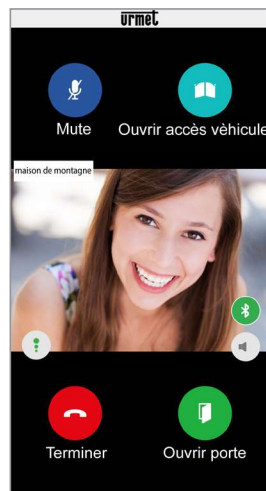 urmet
Mute
Ouvrir accès vèhicule
maison de montagne
Terminer
Ouvrir porte